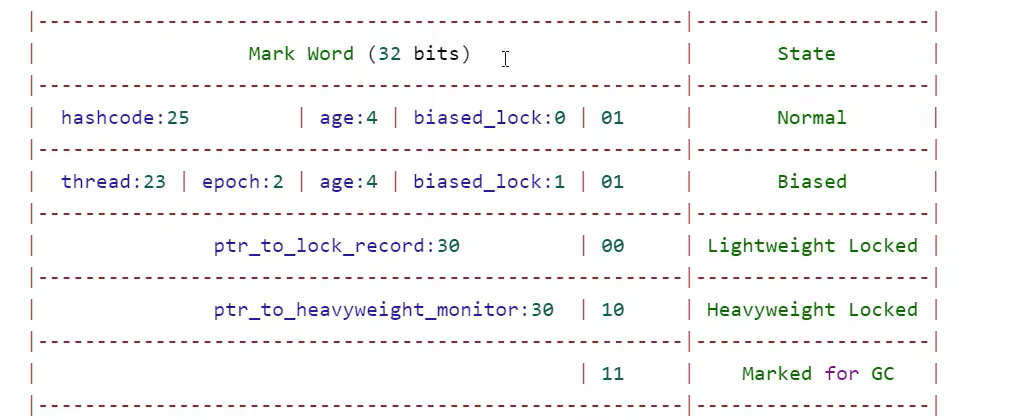 |-------------------------------------------------------|--------------------|
| Mark Word (32 bits) | State |
|-------------------------------------------------------|--------------------|
| hashcode:25 | age:4 | biased_lock:0 | 01 | Normal |
|-------------------------------------------------------|--------------------|
| thread:23 | epoch:2 | age:4 | biased_lock:1 | 01 | Biased |
|-------------------------------------------------------|--------------------|
| ptr_to_lock_record:30 | 00 | Lightweight Locked |
|-------------------------------------------------------|--------------------|
| ptr_to_heavyweight_monitor:30 | 10 | Heavyweight Locked |
|-------------------------------------------------------|--------------------|
| | 11 | Marked for GC |
|-------------------------------------------------------|--------------------|